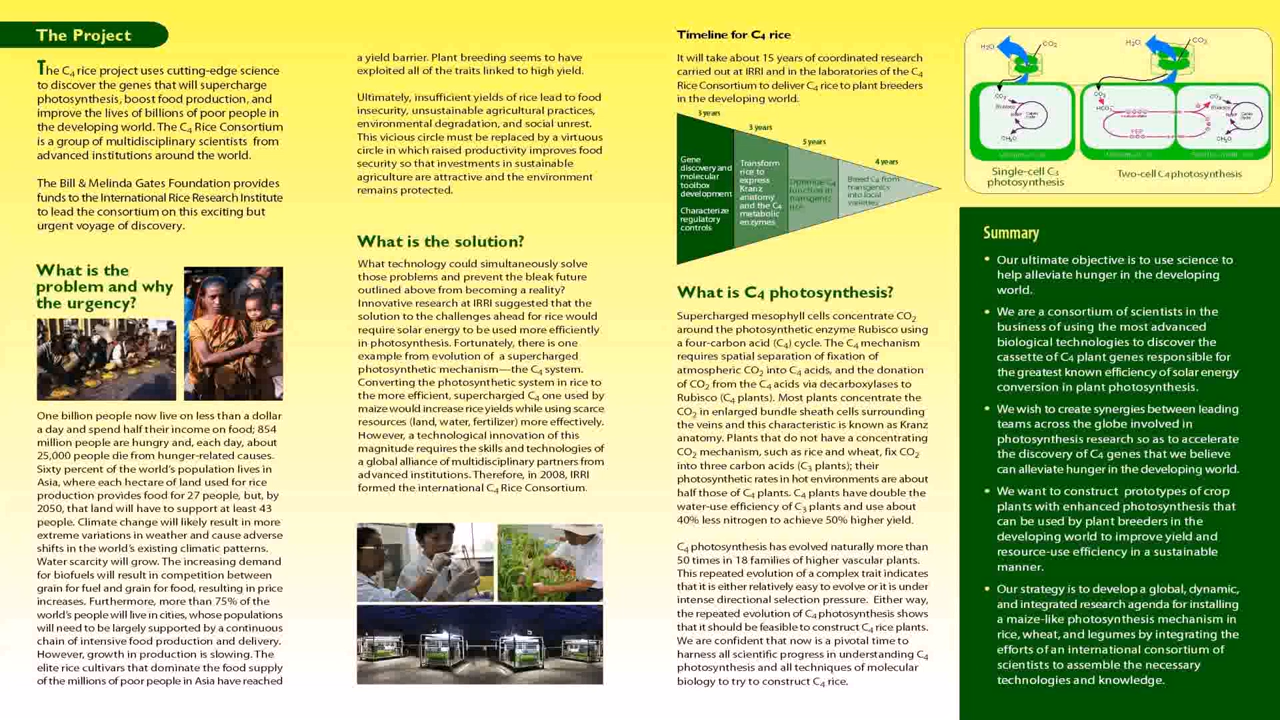 The Project
The C4 rice project uses cutting-edge science
to discover the genes that will supercharge
photosynthesis, boost food production, and
improve the lives of billions of poor people in
the developing world. The C4 Rice Consortium
is a group of multidisciplinary scientists from
advanced institutions around the world.
The Bill & Melinda Gates Foundation provides
funds to the International Rice Research Institute
to lead the consortium on this exciting but
urgent voyage of discovery.
What is the
problem and why
the urgency?
One billion people now live on less than a dollar
a day and spend half their income on food; 854
million people are hungry and, each day, about
25,000 people die from hunger-related causes.
Sixty percent of the world's population lives in
Asia, where each hectare of land used for rice
production provides food for 27 people, but, by
2050, that land will have to support at least 43
people. Climate change will likely result in more
extreme variations in weather and cause adverse
shifts in the world's existing climatic patterns.
Water scarcity will grow. The increasing demand
for biofuels will result in competition between
grain for fuel and grain for food, resulting in price
increases. Furthermore, more than 75% of the
world's people will live in cities, whose populations
will need to be largely supported by a continuous
chain of intensive food production and delivery.
However, growth in production is slowing. The
elite rice cultivars that dominate the food supply
of the millions of poor people in Asia have reached
a yield barrier. Plant breeding seems to have
exploited all of the traits linked to high yield.
Ultimately, insufficient yields of rice lead to food
insecurity, unsustainable agricultural practices,
environmental degradation, and social unrest.
This vicious circle must be replaced by a virtuous
circle in which raised productivity improves food
security so that investments in sustainable
agriculture are attractive and the environment
remains protected.
What is the solution?
What technology could simultaneously solve
those problems and prevent the bleak future
outlined above from becoming a reality?
Innovative research at IRRI suggested that the
solution to the challenges ahead for rice would
require solar energy to be used more efficiently
in photosynthesis. Fortunately, there is one
example from evolution of a supercharged
photosynthetic mechanism—the C4 system.
Converting the photosynthetic system in rice to
the more efficient, supercharged C4 one used by
maize would increase rice yields while using scarce
resources (land, water, fertilizer) more effectively.
However, a technological innovation of this
magnitude requires the skills and technologies of
a global alliance of multidisciplinary partners from
advanced institutions. Therefore, in 2008, IRRI
formed the international C4 Rice Consortium.
Timeline for C4 rice
It will take about 15 years of coordinated research
carried out at IRRI and in the laboratories of the C4
Rice Consortium to deliver C4 rice to plant breeders
in the developing world.
3 years
3 years
5 years
4 years
Gene
discovery and
molecular
toolbox
development
Characterize
regulatory
controls
Transform
rice to
express
Kranz
anatomy
and the C4
metabolic
enzymes
Optimize C4
function in
transgenic
rice
Breed C4 from
transgenics
into local
varieties
What is C4 photosynthesis?
Supercharged mesophyll cells concentrate CO2
around the photosynthetic enzyme Rubisco using
a four-carbon acid (C4) cycle. The C4 mechanism
requires spatial separation of fixation of
atmospheric CO2 into C4 acids, and the donation
of CO2 from the C4 acids via decarboxylases to
Rubisco (C4 plants). Most plants concentrate the
CO2 in enlarged bundle sheath cells surrounding
the veins and this characteristic is known as Kranz
anatomy. Plants that do not have a concentrating
CO2 mechanism, such as rice and wheat, fix CO2
into three carbon acids (C3 plants); their
photosynthetic rates in hot environments are about
half those of C4 plants. C4 plants have double the
water-use efficiency of C3 plants and use about
40% less nitrogen to achieve 50% higher yield.
C4 photosynthesis has evolved naturally more than
50 times in 18 families of higher vascular plants.
This repeated evolution of a complex trait indicates
that it is either relatively easy to evolve or it is under
intense directional selection pressure. Either way,
the repeated evolution of C4 photosynthesis shows
that it should be feasible to construct C4 rice plants.
We are confident that now is a pivotal time to
harness all scientific progress in understanding C4
photosynthesis and all techniques of molecular
biology to try to construct C4 rice.
H2O
CO2
H2O
CO2
CO2
CH2O
CO2
HCO3-
PEP
CO2
CH2O
Single-cell C3
photosynthesis
Two-cell C4 photosynthesis
Summary
• Our ultimate objective is to use science to
help alleviate hunger in the developing
world.
• We are a consortium of scientists in the
business of using the most advanced
biological technologies to discover the
cassette of C4 plant genes responsible for
the greatest known efficiency of solar energy
conversion in plant photosynthesis.
• We wish to create synergies between leading
teams across the globe involved in
photosynthesis research so as to accelerate
the discovery of C4 genes that we believe
can alleviate hunger in the developing world.
• We want to construct prototypes of crop
plants with enhanced photosynthesis that
can be used by plant breeders in the
developing world to improve yield and
resource-use efficiency in a sustainable
manner.
• Our strategy is to develop a global, dynamic,
and integrated research agenda for installing
a maize-like photosynthesis mechanism in
rice, wheat, and legumes by integrating the
efforts of an international consortium of
scientists to assemble the necessary
technologies and knowledge.